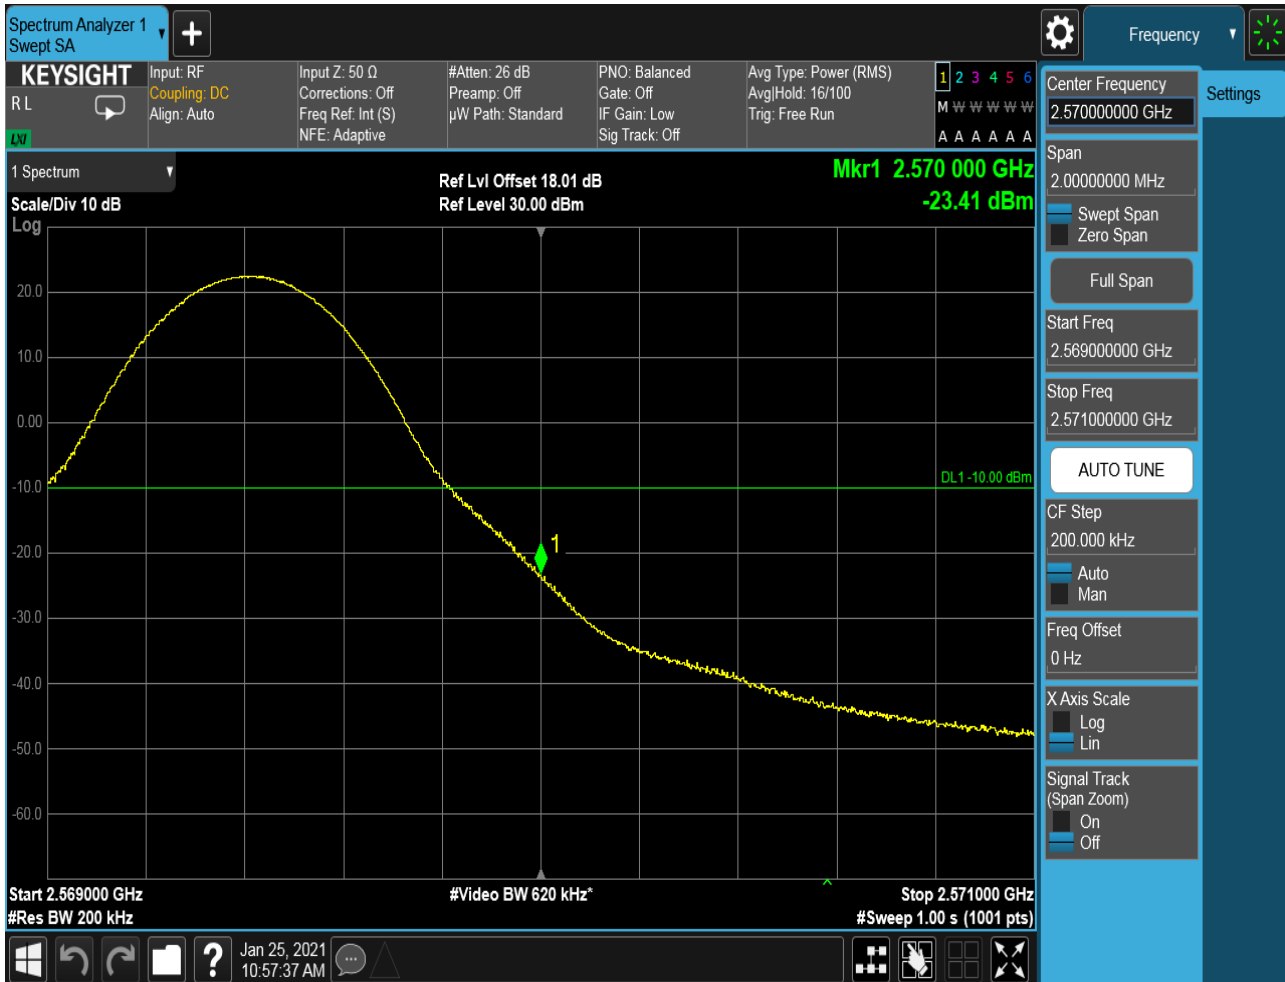 Spectrum Analyzer 1
Swept SA
Frequency
KEYSIGHT
R L
LXI
Input: RF
Coupling: DC
Align: Auto
Input Z: 50 Ω
Corrections: Off
Freq Ref: Int (S)
NFE: Adaptive
#Atten: 26 dB
Preamp: Off
µW Path: Standard
PNO: Balanced
Gate: Off
IF Gain: Low
Sig Track: Off
Avg Type: Power (RMS)
Avg|Hold: 16/100
Trig: Free Run
1 2 3 4 5 6
M W W W W W
A A A A A A
Center Frequency
2.570000000 GHz
Settings
Span
2.00000000 MHz
Swept Span
Zero Span
Full Span
Start Freq
2.569000000 GHz
Stop Freq
2.571000000 GHz
AUTO TUNE
CF Step
200.000 kHz
Auto
Man
Freq Offset
0 Hz
X Axis Scale
Log
Lin
Signal Track
(Span Zoom)
On
Off
1 Spectrum
Scale/Div 10 dB
Log
Ref Lvl Offset 18.01 dB
Ref Level 30.00 dBm
Mkr1 2.570 000 GHz
-23.41 dBm
20.0
10.0
0.00
-10.0
-20.0
-30.0
-40.0
-50.0
-60.0
DL1 -10.00 dBm
1
Start 2.569000 GHz
#Res BW 200 kHz
#Video BW 620 kHz*
Stop 2.571000 GHz
#Sweep 1.00 s (1001 pts)
?
Jan 25, 2021
10:57:37 AM